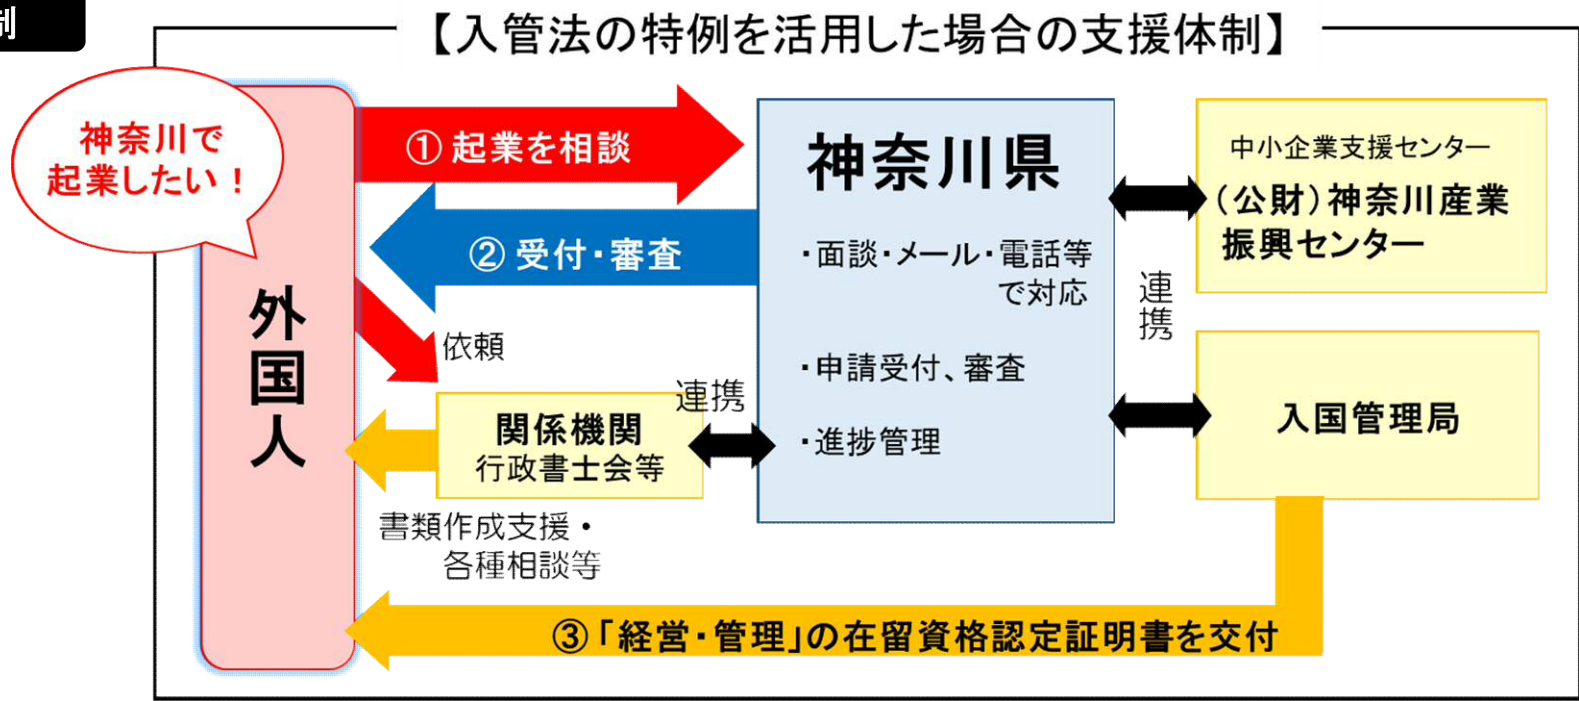 制
【入管法の特例を活用した場合の支援体制】
神奈川で
起業したい！
外国人
① 起業を相談
② 受付・審査
依頼
関係機関
行政書士会等
連携
書類作成支援・
各種相談等
神奈川県
・面談・メール・電話等
で対応
・申請受付、審査
・進捗管理
連携
中小企業支援センター
（公財）神奈川産業
振興センター
入国管理局
③「経営・管理」の在留資格認定証明書を交付